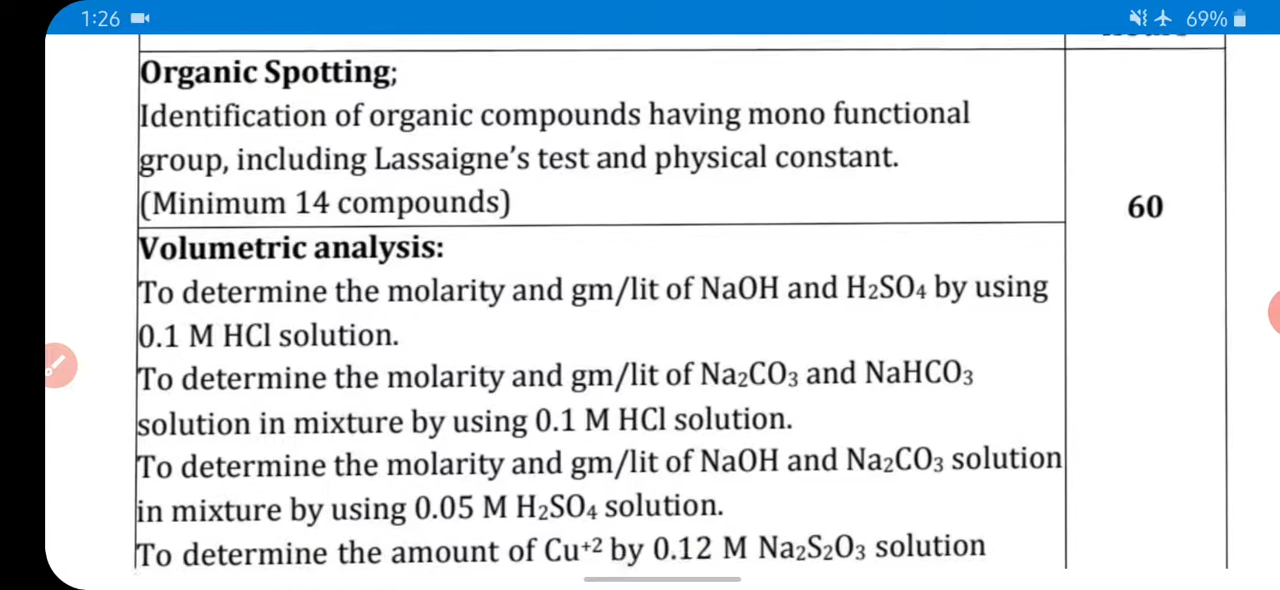 1:26
69%
Organic Spotting;
Identification of organic compounds having mono functional
group, including Lassaigne's test and physical constant.
(Minimum 14 compounds)
60
Volumetric analysis:
To determine the molarity and gm/lit of NaOH and H₂SO₄ by using
0.1 M HCl solution.
To determine the molarity and gm/lit of Na₂CO₃ and NaHCO₃
solution in mixture by using 0.1 M HCl solution.
To determine the molarity and gm/lit of NaOH and Na₂CO₃ solution
in mixture by using 0.05 M H₂SO₄ solution.
To determine the amount of Cu⁺² by 0.12 M Na₂S₂O₃ solution